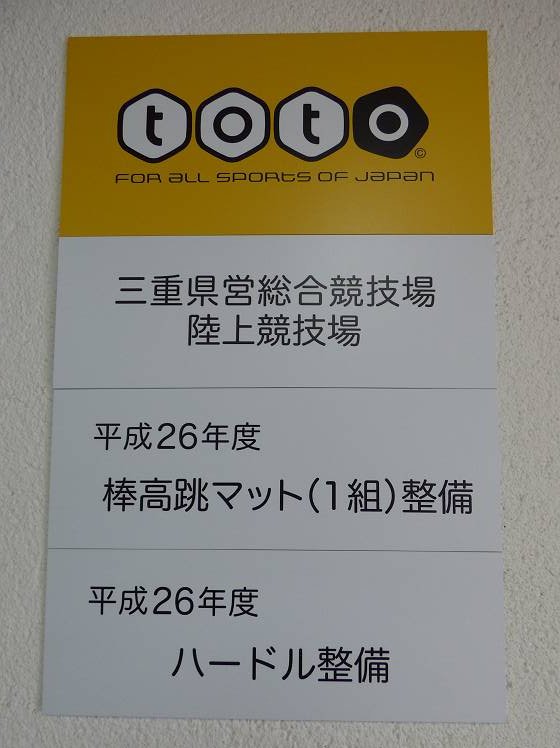 toto
©
FOR ALL SPORTS OF JAPAN
三重県営総合競技場
陸上競技場
平成26年度
棒高跳マット(1組)整備
平成26年度
ハードル整備